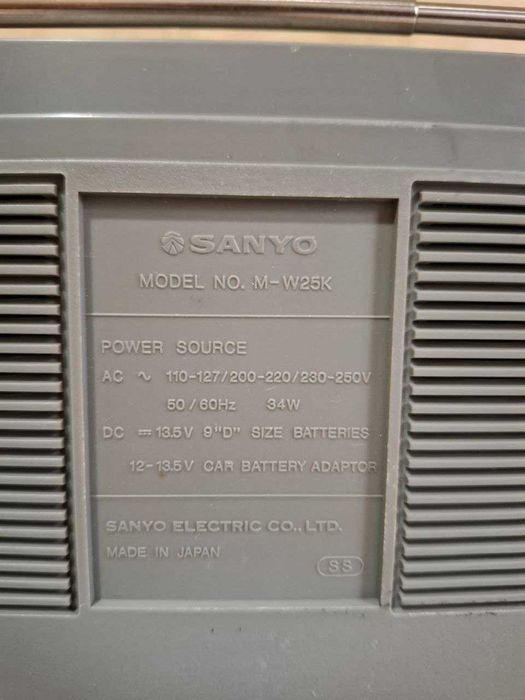 SANYO
MODEL NO. M-W25K
POWER SOURCE
AC ~ 110-127/200-220/230-250V
50/60Hz 34W
DC ⎓ 13.5V 9"D" SIZE BATTERIES
12-13.5V CAR BATTERY ADAPTOR
SANYO ELECTRIC CO., LTD.
MADE IN JAPAN
SS